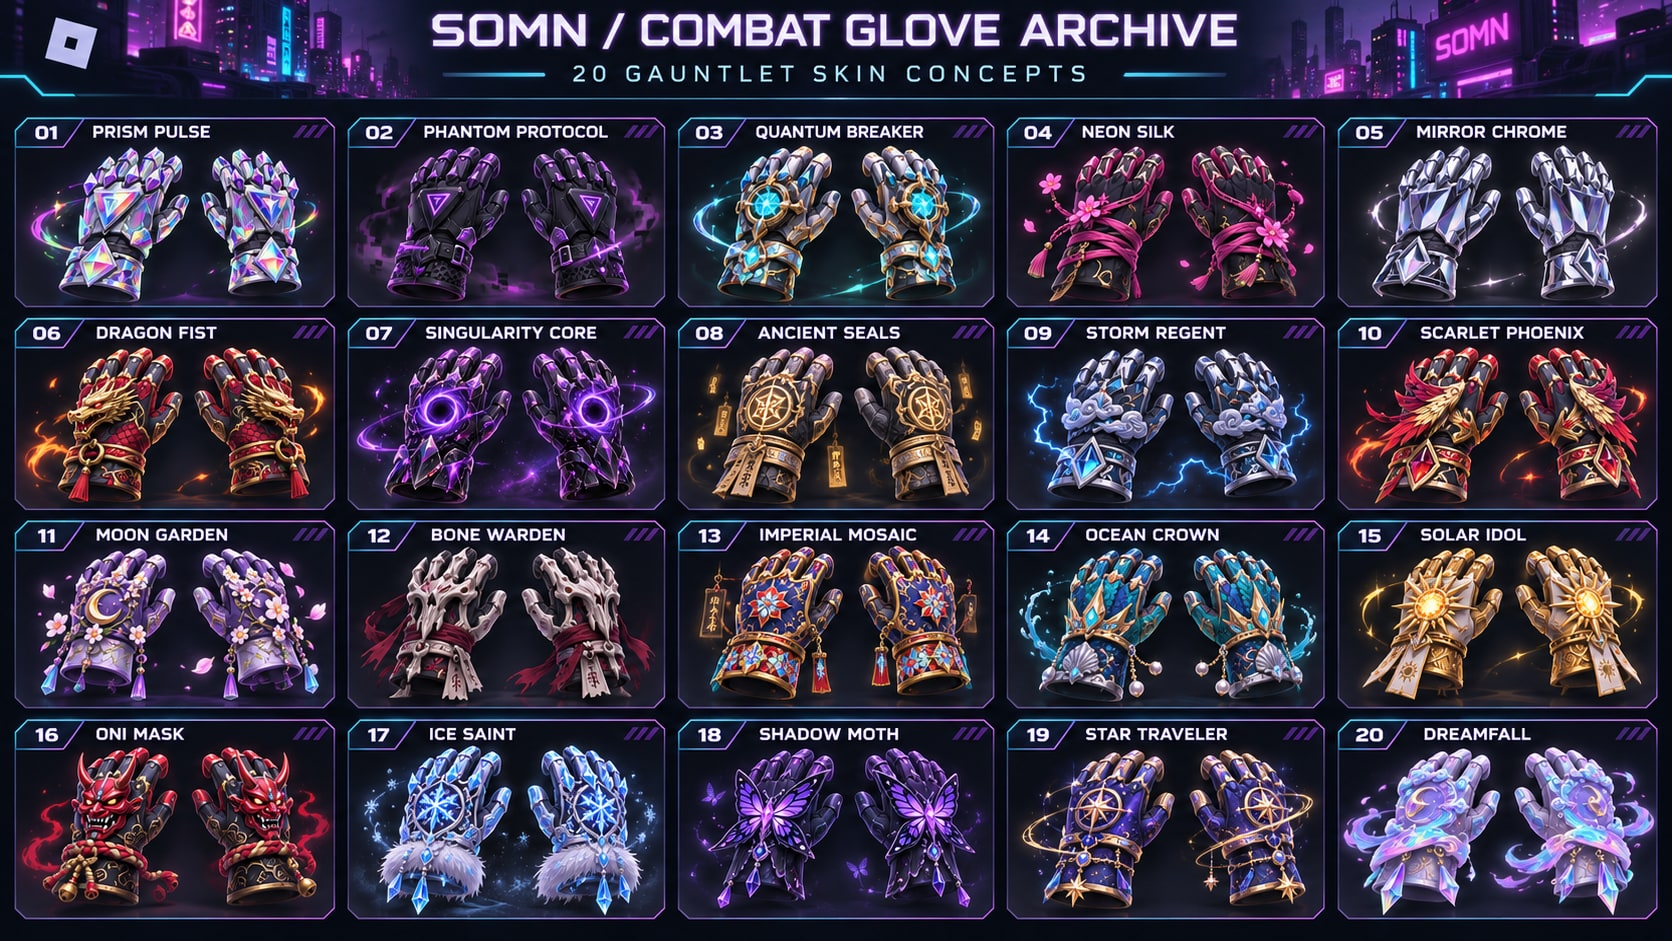 SOMN / COMBAT GLOVE ARCHIVE
20 GAUNTLET SKIN CONCEPTS
SOMN
01 PRISM PULSE
02 PHANTOM PROTOCOL
03 QUANTUM BREAKER
04 NEON SILK
05 MIRROR CHROME
06 DRAGON FIST
07 SINGULARITY CORE
08 ANCIENT SEALS
09 STORM REGENT
10 SCARLET PHOENIX
11 MOON GARDEN
12 BONE WARDEN
13 IMPERIAL MOSAIC
14 OCEAN CROWN
15 SOLAR IDOL
16 ONI MASK
17 ICE SAINT
18 SHADOW MOTH
19 STAR TRAVELER
20 DREAMFALL